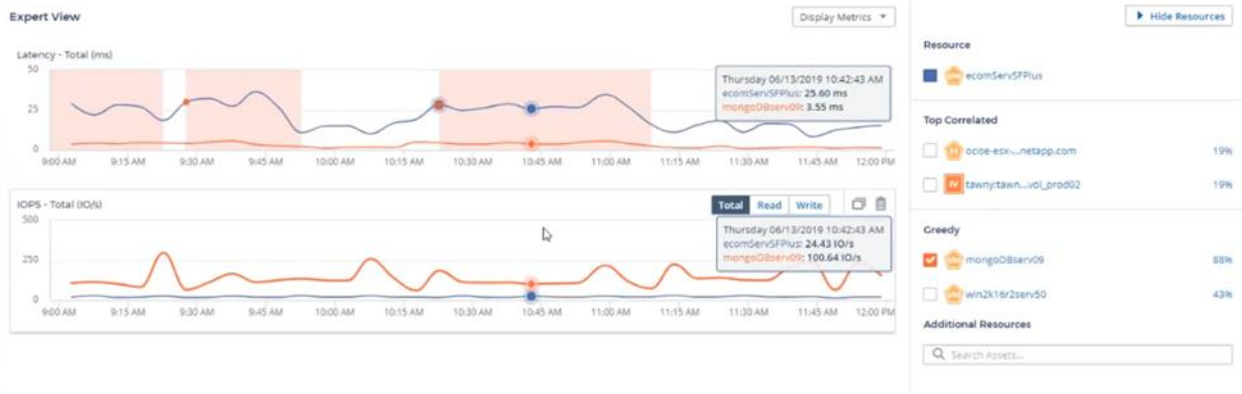 Expert View
Display Metrics
Hide Resources
Latency - Total (ms)
50
25
0
Thursday 06/13/2019 10:42:43 AM
ecomServSFPlus: 25.60 ms
mongoDBserv09: 3.55 ms
9:00 AM 9:15 AM 9:30 AM 9:45 AM 10:00 AM 10:15 AM 10:30 AM 10:45 AM 11:00 AM 11:15 AM 11:30 AM 11:45 AM 12:00 PM
IOPS - Total (IO/s)
Total Read Write
500
250
0
Thursday 06/13/2019 10:42:43 AM
ecomServSFPlus: 24.43 IO/s
mongoDBserv09: 100.64 IO/s
9:00 AM 9:15 AM 9:30 AM 9:45 AM 10:00 AM 10:15 AM 10:30 AM 10:45 AM 11:00 AM 11:15 AM 11:30 AM 11:45 AM 12:00 PM
Resource
ecomServSFPlus
Top Correlated
H ocise-esx-...netapp.com 19%
IV tawny:tawn...vol_prod02 19%
Greedy
mongoDBserv09 88%
win2k16r2serv50 43%
Additional Resources
Search Assets...